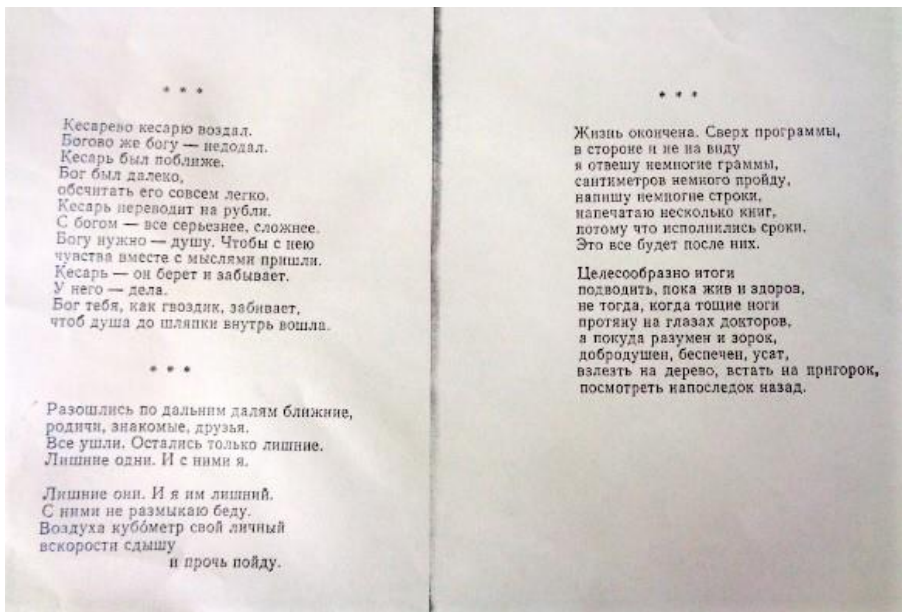 * * *
Кесарево кесарю воздал.
Богово же богу — недодал.
Кесарь был поближе.
Бог был далеко,
обсчитать его совсем легко.
Кесарь переводит на рубли.
С богом — все серьезнее, сложнее.
Богу нужно — душу. Чтобы с нею
чувства вместе с мыслями пришли.
Кесарь — он берет и забывает.
У него — дела.
Бог тебя, как гвоздик, забивает,
чтоб душа до шляпки внутрь вошла.
* * *
Разошлись по дальним далям ближние,
родичи, знакомые, друзья.
Все ушли. Остались только лишние.
Лишние одни. И с ними я.
Лишние они. И я им лишний.
С ними не размыкаю беду.
Воздуха кубо́метр свой личный
вскорости сдышу
и прочь пойду.
* * *
Жизнь окончена. Сверх программы,
в стороне и не на виду
я отвешу немногие граммы,
сантиметров немного пройду,
напишу немногие строки,
напечатаю несколько книг,
потому что исполнились сроки.
Это все будет после них.
Целесообразно итоги
подводить, пока жив и здоров,
не тогда, когда тощие ноги
протяну на глазах докторов,
а покуда разумен и зорок,
добродушен, беспечен, усат,
взлезть на дерево, встать на пригорок,
посмотреть напоследок назад.